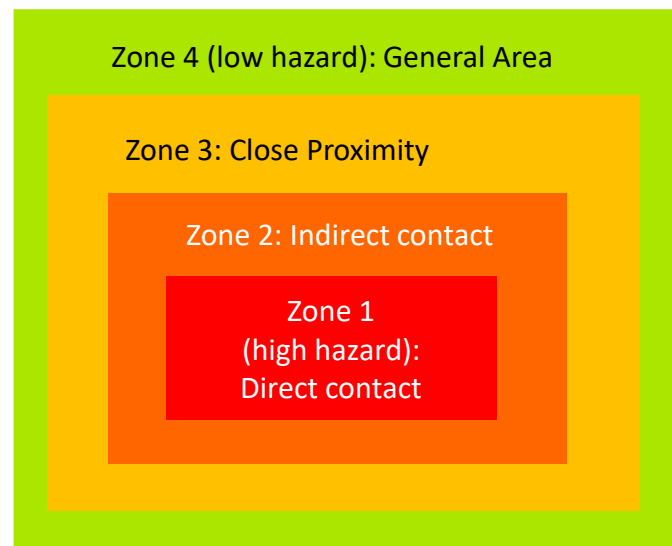 Zone 4 (low hazard): General Area
Zone 3: Close Proximity
Zone 2: Indirect contact
Zone 1
(high hazard):
Direct contact